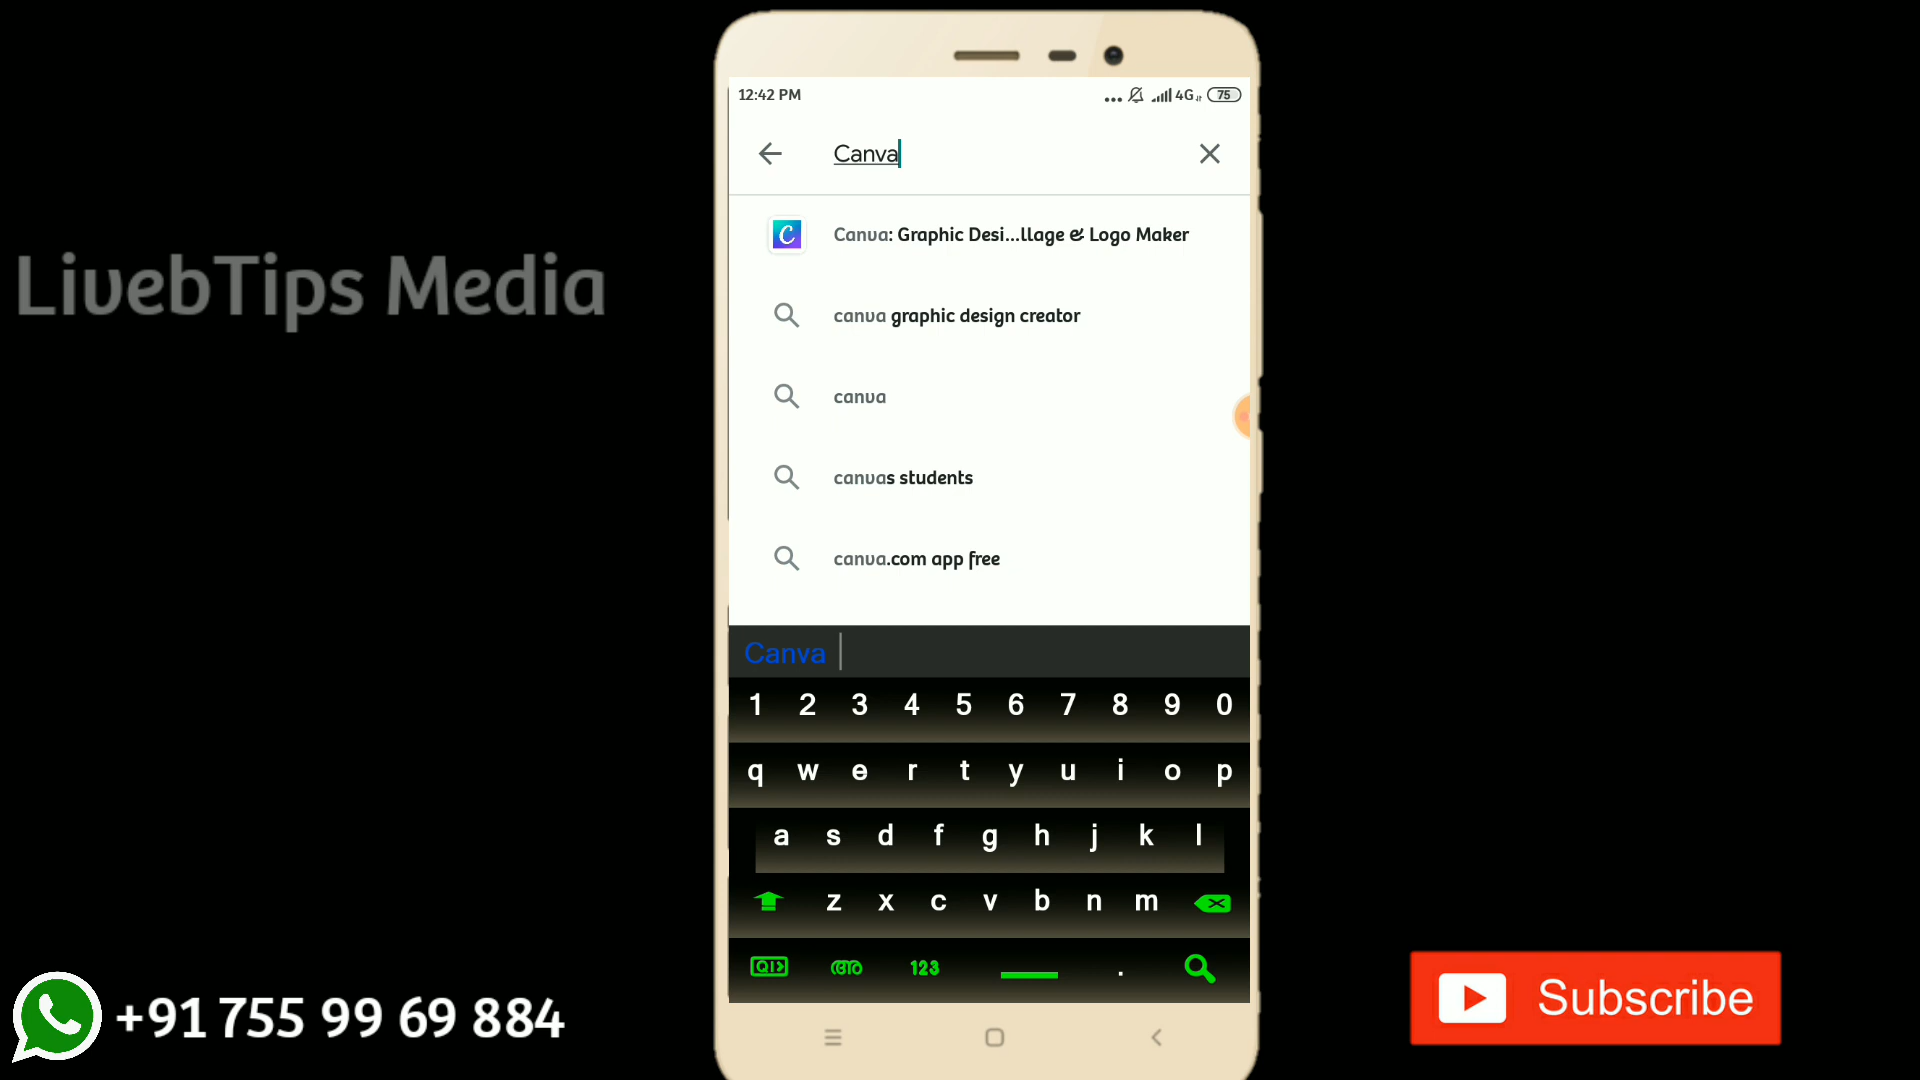 12:42 PM
... 4G 75
Canva
Canva: Graphic Desi...llage & Logo Maker
canva graphic design creator
canva
canvas students
canva.com app free
LivebTips Media
Canva
1 2 3 4 5 6 7 8 9 0
q w e r t y u i o p
a s d f g h j k l
z x c v b n m
അ 123 .
+91 755 99 69 884
Subscribe